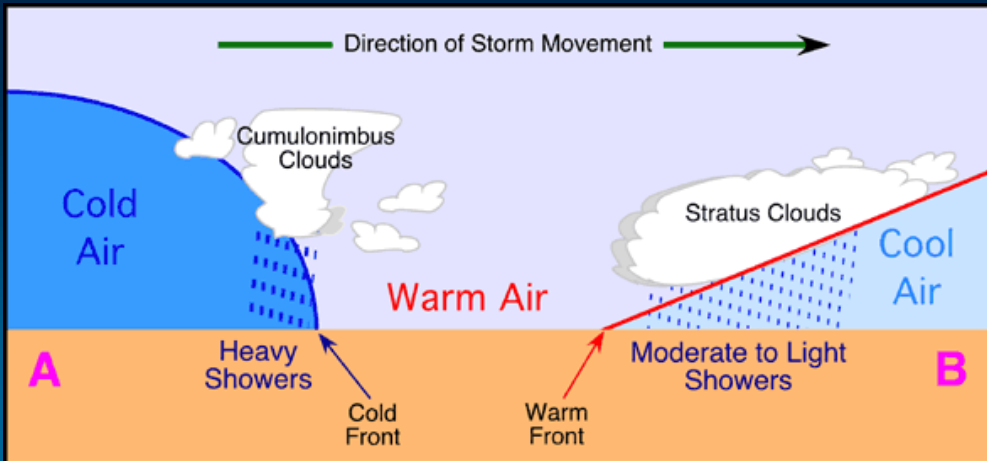 Direction of Storm Movement
Cumulonimbus
Clouds
Cold
Air
Stratus Clouds
Cool
Air
Warm Air
A
Heavy
Showers
Moderate to Light
Showers
B
Cold
Front
Warm
Front